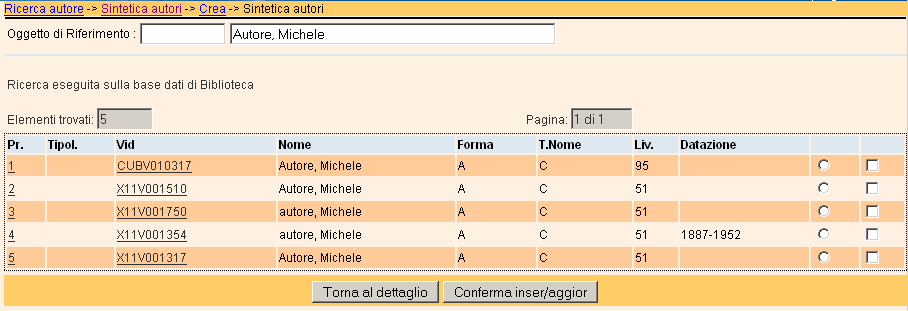 Ricerca autore -> Sintetica autori -> Crea -> Sintetica autori
Oggetto di Riferimento : Autore, Michele
Ricerca eseguita sulla base dati di Biblioteca
Elementi trovati: 5 Pagina: 1 di 1
Pr. Tipol. Vid Nome Forma T.Nome Liv. Datazione
1 CUBV010317 Autore, Michele A C 95
2 X11V001510 Autore, Michele A C 51
3 X11V001750 autore, Michele A C 51
4 X11V001354 autore, Michele A C 51 1887-1952
5 X11V001317 Autore, Michele A C 51
Torna al dettaglio Conferma inser/aggior